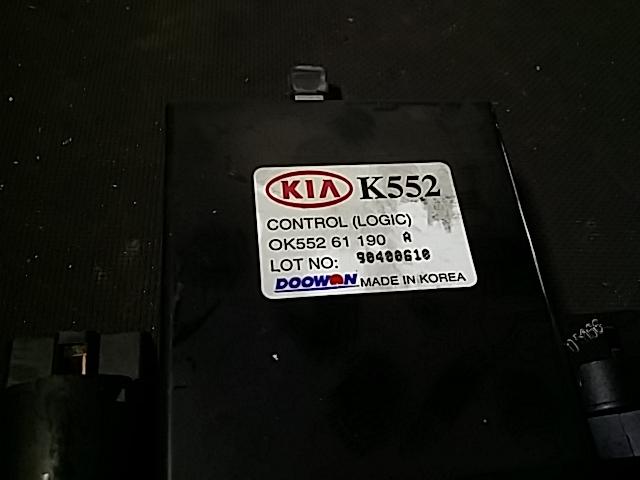 KIA K552
CONTROL (LOGIC)
OK552 61 190 A
LOT NO: 90400610
DOOWON MADE IN KOREA